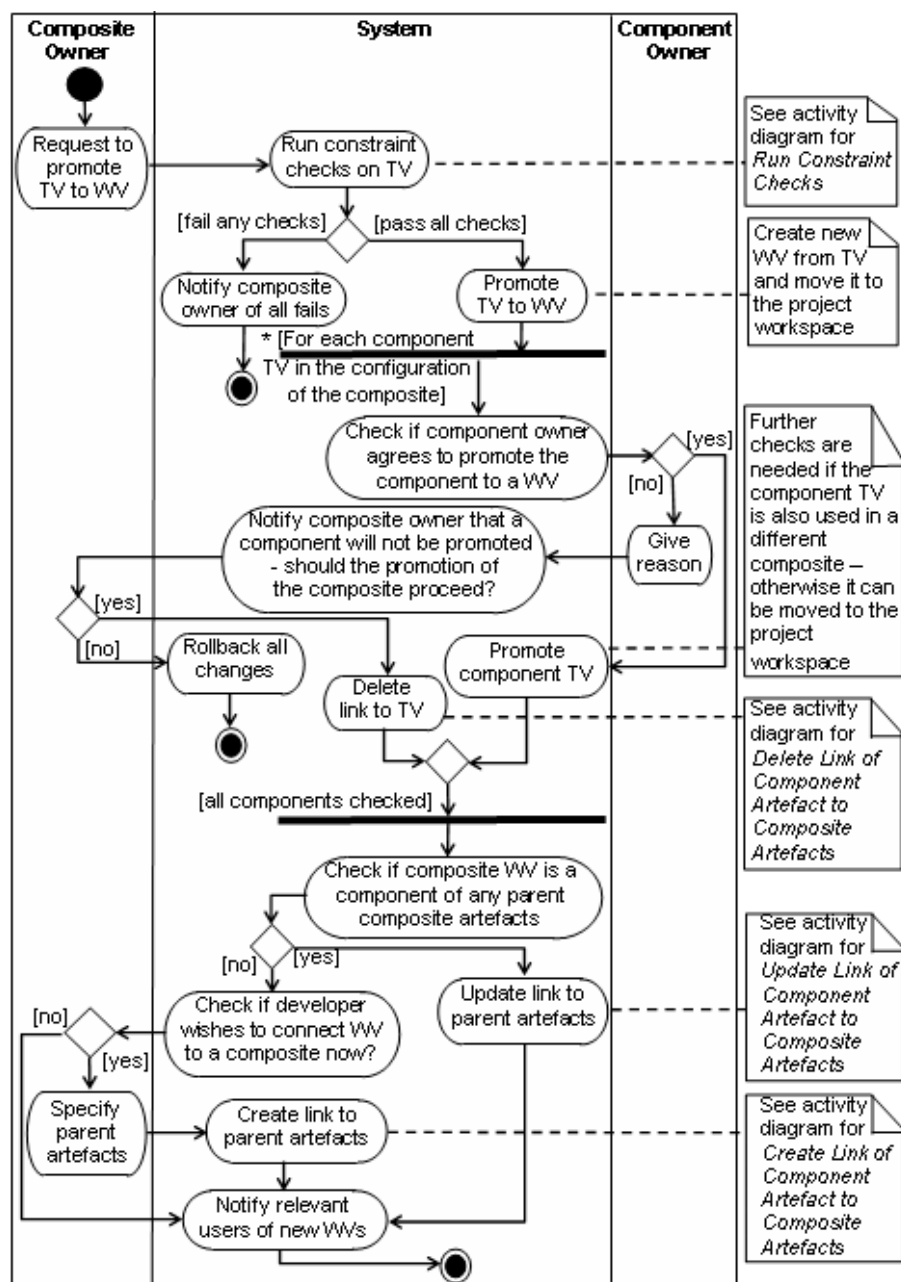 Composite
Owner
System
Component
Owner
Request to
promote
TV to WV
Run constraint
checks on TV
See activity
diagram for
Run Constraint
Checks
[fail any checks]
[pass all checks]
Notify composite
owner of all fails
Promote
TV to WV
Create new
WV from TV
and move it to
the project
workspace
* [For each component
TV in the configuration
of the composite]
Check if component owner
agrees to promote the
component to a WV
[yes]
[no]
Further
checks are
needed if the
component TV
is also used in a
different
composite –
otherwise it can
be moved to the
project
workspace
Notify composite owner that a
component will not be promoted
- should the promotion of
the composite proceed?
Give
reason
[yes]
[no]
Rollback all
changes
Delete
link to TV
Promote
component TV
See activity
diagram for
Delete Link of
Component
Artefact to
Composite
Artefacts
[all components checked]
Check if composite WV is a
component of any parent
composite artefacts
[no]
[yes]
Check if developer
wishes to connect WV
to a composite now?
Update link to
parent artefacts
See activity
diagram for
Update Link of
Component
Artefact to
Composite
Artefacts
[no]
[yes]
Specify
parent
artefacts
Create link to
parent artefacts
See activity
diagram for
Create Link of
Component
Artefact to
Composite
Artefacts
Notify relevant
users of new WVs